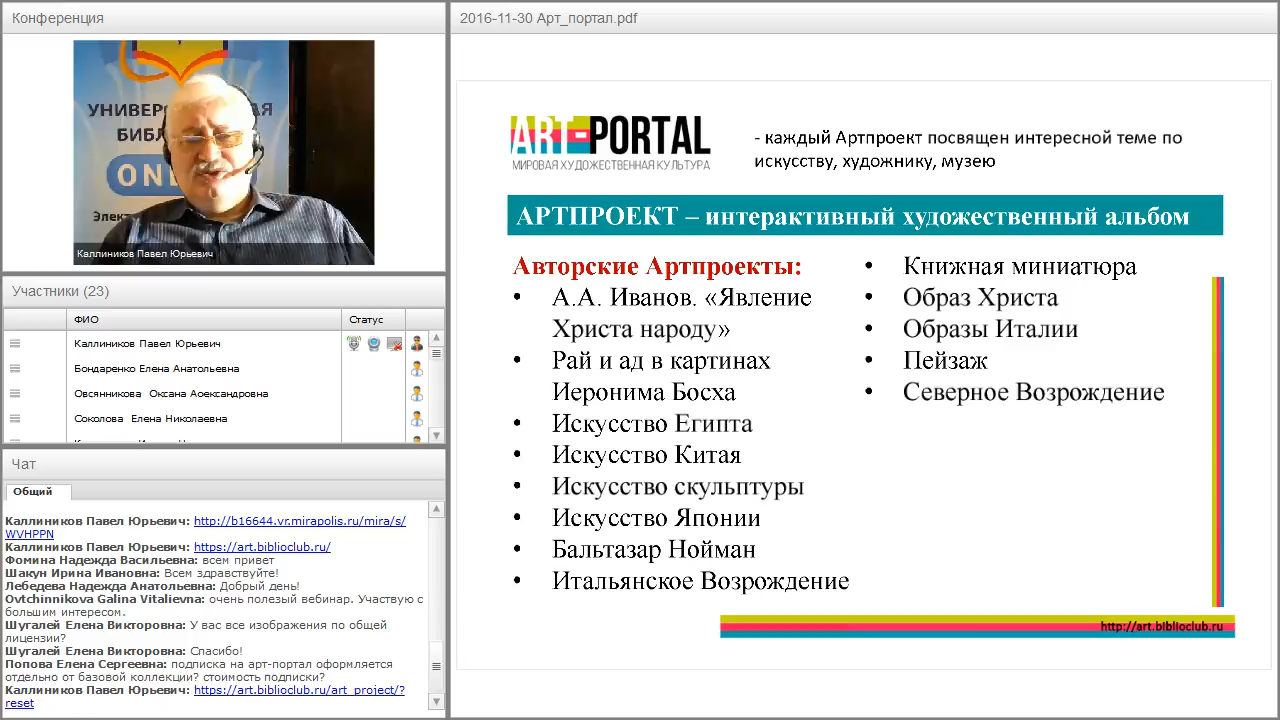 Конференция
УНИВЕР
АЯ
БИБЛ
ON
Элект
Каллиников Павел Юрьевич
Участники (23)
ФИО
Статус
Каллиников Павел Юрьевич
Бондаренко Елена Анатольевна
Овсянникова Оксана Аоександровна
Соколова Елена Николаевна
Чат
Общий
Каллиников Павел Юрьевич: http://b16644.vr.mirapolis.ru/mira/s/
WVHPPN
Каллиников Павел Юрьевич: https://art.biblioclub.ru/
Фомина Надежда Васильевна: всем привет
Шакун Ирина Ивановна: Всем здравствуйте!
Лебедева Надежда Анатольевна: Добрый день!
Ovtchinnikova Galina Vitalievna: очень полезый вебинар. Участвую с
большим интересом.
Шугалей Елена Викторовна: У вас все изображения по общей
лицензии?
Шугалей Елена Викторовна: Спасибо!
Попова Елена Сергеевна: подписка на арт-портал оформляется
отдельно от базовой коллекции? стоимость подписки?
Каллиников Павел Юрьевич: https://art.biblioclub.ru/art_project/?
reset
2016-11-30 Арт_портал.pdf
ART-PORTAL
МИРОВАЯ ХУДОЖЕСТВЕННАЯ КУЛЬТУРА
- каждый Артпроект посвящен интересной теме по
искусству, художнику, музею
АРТПРОЕКТ – интерактивный художественный альбом
Авторские Артпроекты:
• А.А. Иванов. «Явление
Христа народу»
• Рай и ад в картинах
Иеронима Босха
• Искусство Египта
• Искусство Китая
• Искусство скульптуры
• Искусство Японии
• Бальтазар Нойман
• Итальянское Возрождение
• Книжная миниатюра
• Образ Христа
• Образы Италии
• Пейзаж
• Северное Возрождение
http://art.biblioclub.ru